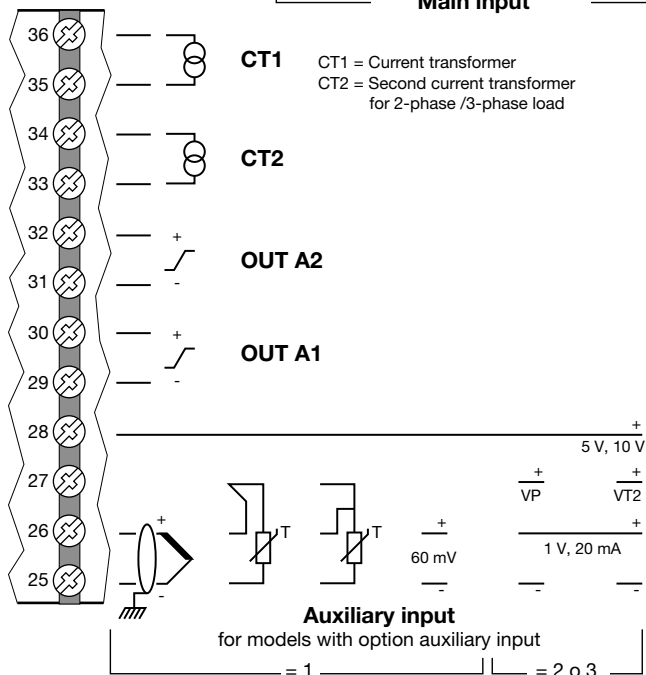 Main input
36
CT1
CT1 = Current transformer
CT2 = Second current transformer
for 2-phase /3-phase load
35
34
CT2
33
32
+
OUT A2
31
-
30
+
OUT A1
29
-
28
+
5 V, 10 V
27
+
+
VP
VT2
26
+
T
T
+
+
60 mV
1 V, 20 mA
25
-
-
-
-
Auxiliary input
for models with option auxiliary input
= 1
= 2 o 3